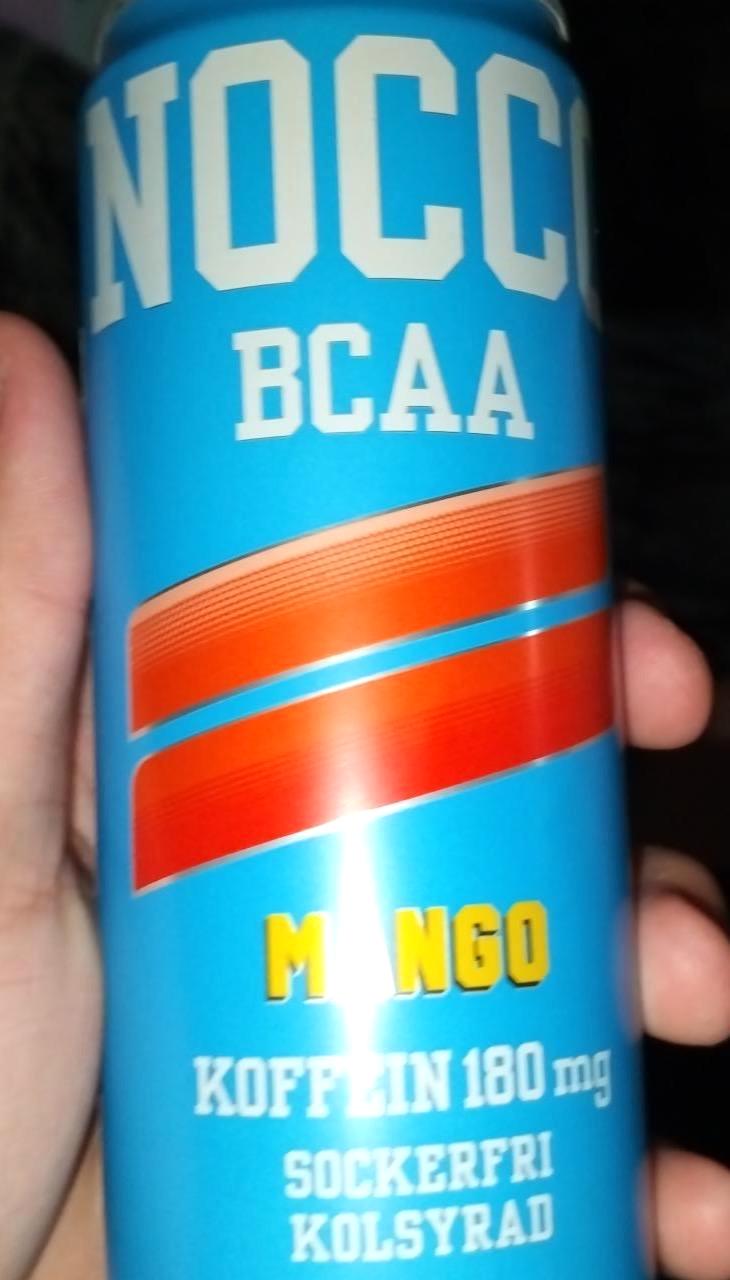 NOCCO
BCAA
MANGO
KOFFEIN 180 mg
SOCKERFRI
KOLSYRAD